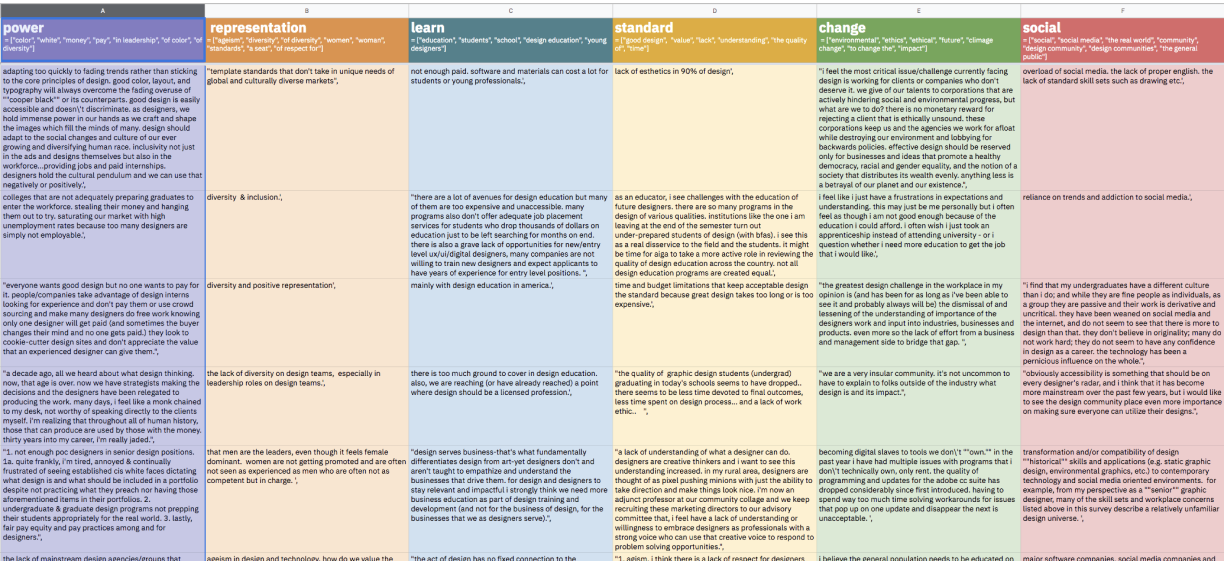 A
B
C
D
E
F
power
= ["color", "white", "money", "pay", "in leadership", "of color", "of
diversity"]
representation
= ["ageism", "diversity", "of diversity", "women", "woman",
"standards", "a seat", "of respect for"]
learn
= ["education", "students", "school", "design education", "young
designers"]
standard
= ["good design", "value", "lack", "understanding", "the quality
of", "time"]
change
= ["environmental", "ethics", "ethical", "future", "climate
change", "to change the", "impact"]
social
= ["social", "social media", "the real world", "community",
"design community", "design communities", "the general
public"]
adapting too quickly to fading trends rather than sticking
to the core principles of design. good color, layout, and
typography will always overcome the fading overuse of
""cooper black"" or its counterparts. good design is easily
accessible and doesn\'t discriminate. as designers, we
hold immense power in our hands as we craft and shape
the images which fill the minds of many. design should
adapt to the social changes and culture of our ever
growing and diversifying human race. inclusivity not just
in the ads and designs themselves but also in the
workforce...providing jobs and paid internships.
designers hold the cultural pendulum and we can use that
negatively or positively.',
"template standards that don't take in unique needs of
global and culturally diverse markets",
not enough paid. software and materials can cost a lot for
students or young professionals.',
lack of esthetics in 90% of design',
"i feel the most critical issue/challenge currently facing
design is working for clients or companies who don't
deserve it. we give of our talents to corporations that are
actively hindering social and environmental progress, but
what are we to do? there is no monetary reward for
rejecting a client that is ethically unsound. these
corporations keep us and the agencies we work for afloat
while destroying our environment and lobbying for
backwards policies. effective design should be reserved
only for businesses and ideas that promote a healthy
democracy, racial and gender equality, and the notion of a
society that distributes its wealth evenly. anything less is
a betrayal of our planet and our existence.",
overload of social media. the lack of proper english. the
lack of standard skill sets such as drawing etc.',
colleges that are not adequately preparing graduates to
enter the workforce. stealing their money and hanging
them out to try. saturating our market with high
unemployment rates because too many designers are
simply not employable.',
diversity & inclusion.',
"there are a lot of avenues for design education but many
of them are too expensive and unaccessible. many
programs also don't offer adequate job placement
services for students who drop thousands of dollars on
education just to be left searching for months on end.
there is also a grave lack of opportunities for new/entry
level ux/ui/digital designers, many companies are not
willing to train new designers and expect applicants to
have years of experience for entry level positions. ",
as an educator, i see challenges with the education of
future designers. there are so many programs in the
design of various qualities. institutions like the one i am
leaving at the end of the semester turn out
under-prepared students of design (with bfas). i see this
as a real disservice to the field and the students. it might
be time for aiga to take a more active role in reviewing the
quality of design education across the country. not all
design education programs are created equal.',
i feel like i just have a frustrations in expectations and
understanding. this may just be me personally but i often
feel as though i am not good enough because of the
education i could afford. i often wish i just took an
apprenticeship instead of attending university - or i
question whether i need more education to get the job
that i would like.',
reliance on trends and addiction to social media.',
"everyone wants good design but no one wants to pay for
it. people/companies take advantage of design interns
looking for experience and don't pay them or use crowd
sourcing and make many designers do free work knowing
only one designer will get paid (and sometimes the buyer
changes their mind and no one gets paid.) they look to
cookie-cutter design sites and don't appreciate the value
that an experienced designer can give them.",
diversity and positive representation',
mainly with design education in america.',
time and budget limitations that keep acceptable design
the standard because great design takes too long or is too
expensive.',
"the greatest design challenge in the workplace in my
opinion is (and has been for as long as i've been able to
see it and probably always will be) the dismissal of and
lessening of the understanding of importance of the
designers work and input into industries, businesses and
products. even more so the lack of effort from a business
and management side to bridge that gap. ",
"i find that my undergraduates have a different culture
than i do; and while they are fine people as individuals, as
a group they are passive and their work is derivative and
uncritical. they have been weaned on social media and
the internet, and do not seem to see that there is more to
design than that. they don't believe in originality; many do
not work hard; they do not seem to have any confidence
in design as a career. the technology has been a
pernicious influence on the whole.",
"a decade ago, all we heard about was design thinking.
now, that age is over. now we have strategists making the
decisions and the designers have been relegated to
producing the work. many days, i feel like a monk chained
to my desk, not worthy of speaking directly to the clients
myself. i'm realizing that throughout all of human history,
those that can produce are used by those with the money.
thirty years into my career, i'm really jaded.",
the lack of diversity on design teams, especially in
leadership roles on design teams.',
there is too much ground to cover in design education.
also, we are reaching (or have already reached) a point
where design should be a licensed profession.',
"the quality of graphic design students (undergrad)
graduating in today's schools seems to have dropped..
there seems to be less time devoted to final outcomes,
less time spent on design process... and a lack of work
ethic.. ",
"we are a very insular community. it's not uncommon to
have to explain to folks outside of the industry what
design is and its impact.",
"obviously accessibility is something that should be on
every designer's radar, and i think that it has become
more mainstream over the past few years, but i would like
to see the design community place even more importance
on making sure everyone can utilize their designs.",
"1. not enough poc designers in senior design positions.
1a. quite frankly, i'm tired, annoyed & continually
frustrated of seeing established cis white faces dictating
what design is and what should be included in a portfolio
despite not practicing what they preach nor having those
aforementioned items in their portfolios. 2.
undergraduate & graduate design programs not prepping
their students appropriately for the real world. 3. lastly,
fair pay equity and pay practices among and for
designers.",
that men are the leaders, even though it feels female
dominant. women are not getting promoted and are often
not seen as experienced as men who are often not as
competent but in charge. ',
"design serves business-that's what fundamentally
differentiates design from art-yet designers don't and
aren't taught to empathize and understand the
businesses that drive them. for design and designers to
stay relevant and impactful i strongly think we need more
business education as part of design training and
development (and not for the business of design, for the
businesses that we as designers serve).",
"a lack of understanding of what a designer can do.
designers are creative thinkers and i want to see this
understanding increased. in my rural area, designers are
thought of as pixel pushing minions with just the ability to
take direction and make things look nice. i'm now an
adjunct professor at our community collage and we keep
recruiting these marketing directors to our advisory
committee that, i feel have a lack of understanding or
willingness to embrace designers as professionals with a
strong voice who can use that creative voice to respond to
problem solving opportunities.",
becoming digital slaves to tools we don\'t ""own."" in the
past year i have had multiple issues with programs that i
don\'t technically own, only rent. the quality of
programming and updates for the adobe cc suite has
dropped considerably since first introduced. having to
spend way too much time solving workarounds for issues
that pop up on one update and disappear the next is
unacceptable. ',
transformation and/or compatibility of design
""historical"" skills and applications (e.g. static graphic
design, environmental graphics, etc.) to contemporary
technology and social media oriented environments. for
example, from my perspective as a ""senior"" graphic
designer, many of the skill sets and workplace concerns
listed above in this survey describe a relatively unfamiliar
design universe. ',
the lack of mainstream design agencies/groups that
ageism in design and technology. how do we value the
"the act of design has no fixed connection to the
"1. agism. i think there is a lack of respect for designers
i believe the general population needs to be educated on
major software companies, social media companies and